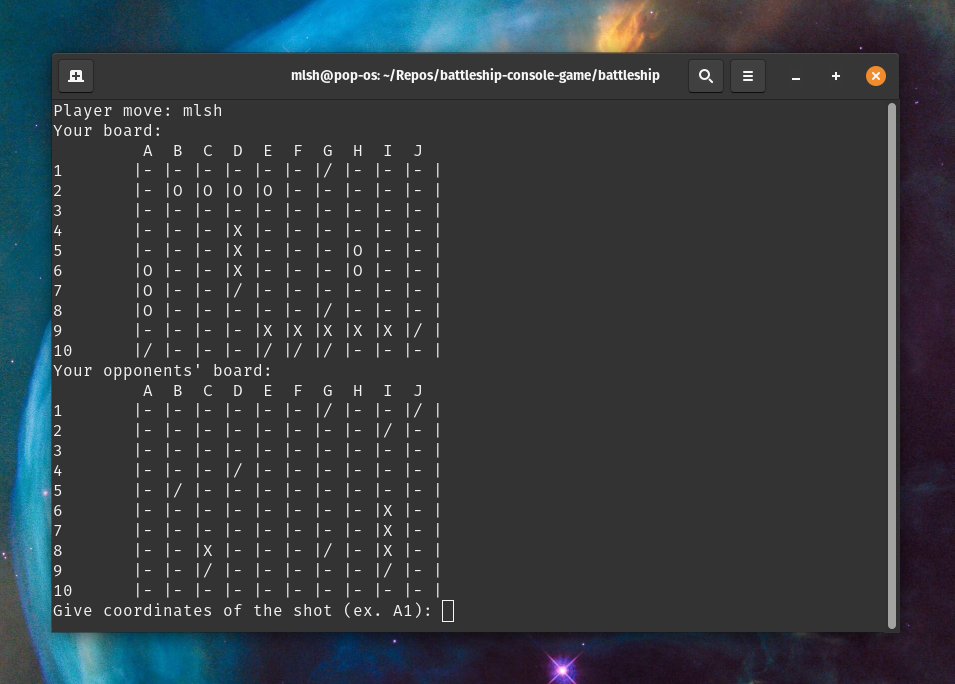 mlsh@pop-os: ~/Repos/battleship-console-game/battleship
Player move: mlsh
Your board:
         A  B  C  D  E  F  G  H  I  J
1       |- |- |- |- |- |- |/ |- |- |- |
2       |- |O |O |O |O |- |- |- |- |- |
3       |- |- |- |- |- |- |- |- |- |- |
4       |- |- |- |X |- |- |- |- |- |- |
5       |- |- |- |X |- |- |- |O |- |- |
6       |O |- |- |X |- |- |- |O |- |- |
7       |O |- |- |/ |- |- |- |- |- |- |
8       |O |- |- |- |- |- |/ |- |- |- |
9       |- |- |- |- |X |X |X |X |X |/ |
10      |/ |- |- |- |/ |/ |/ |- |- |- |
Your opponents' board:
         A  B  C  D  E  F  G  H  I  J
1       |- |- |- |- |- |- |/ |- |- |/ |
2       |- |- |- |- |- |- |- |- |/ |- |
3       |- |- |- |- |- |- |- |- |- |- |
4       |- |- |- |/ |- |- |- |- |- |- |
5       |- |/ |- |- |- |- |- |- |- |- |
6       |- |- |- |- |- |- |- |- |X |- |
7       |- |- |- |- |- |- |- |- |X |- |
8       |- |- |X |- |- |- |/ |- |X |- |
9       |- |- |/ |- |- |- |- |- |/ |- |
10      |- |- |- |- |- |- |- |- |- |- |
Give coordinates of the shot (ex. A1):